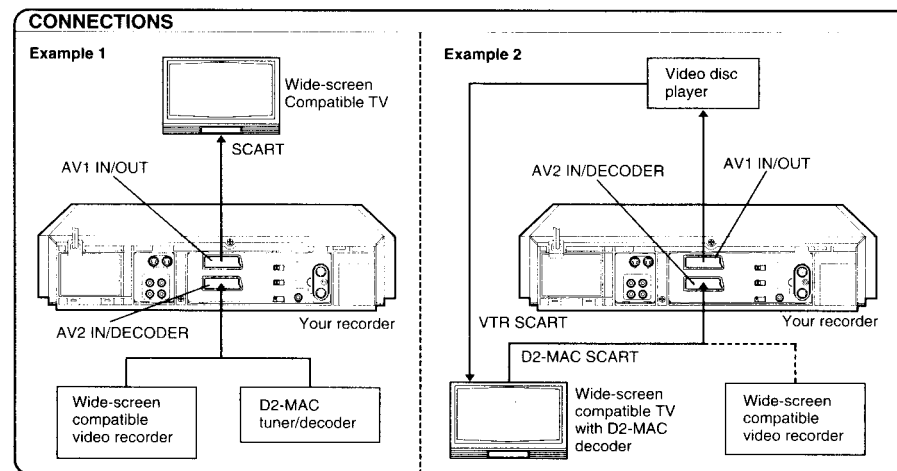 CONNECTIONS
Example 1
Wide-screen
Compatible TV
SCART
AV1 IN/OUT
AV2 IN/DECODER
Your recorder
Wide-screen
compatible
video recorder
D2-MAC
tuner/decoder
Example 2
Video disc
player
AV2 IN/DECODER
AV1 IN/OUT
Your recorder
VTR SCART
D2-MAC SCART
Wide-screen
compatible TV
with D2-MAC
decoder
Wide-screen
compatible
video recorder